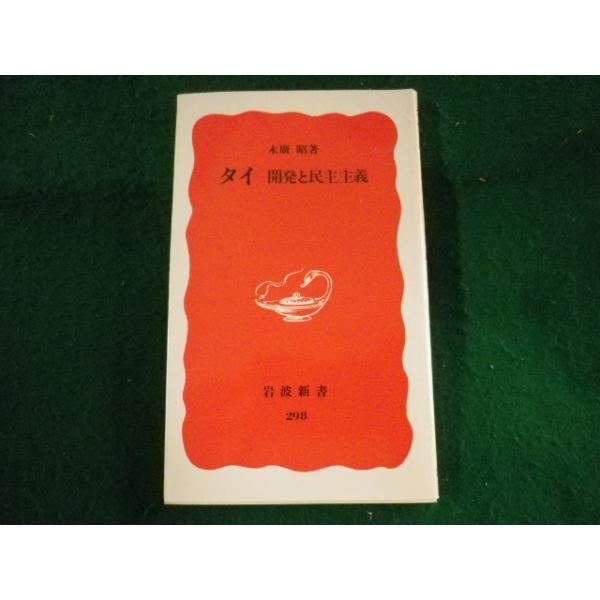 末廣 昭著
タイ 開発と民主主義
岩波新書
298